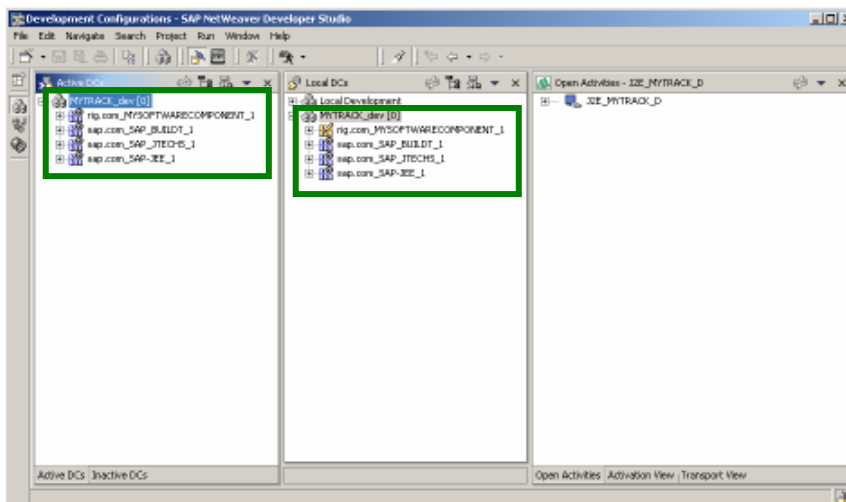 Development Configurations - SAP NetWeaver Developer Studio
File Edit Navigate Search Project Run Window Help
Active DCs
MYTRACK_dev [0]
rig.com_MYSOFTWARECOMPONENT_1
sap.com_SAP_BUILDT_1
sap.com_SAP_JTECHS_1
sap.com_SAP-JEE_1
Active DCs Inactive DCs
Local DCs
Local Development
MYTRACK_dev [0]
rig.com_MYSOFTWARECOMPONENT_1
sap.com_SAP_BUILDT_1
sap.com_SAP_JTECHS_1
sap.com_SAP-JEE_1
Open Activities - J2E_MYTRACK_D
J2E_MYTRACK_D
Open Activities Activation View Transport View